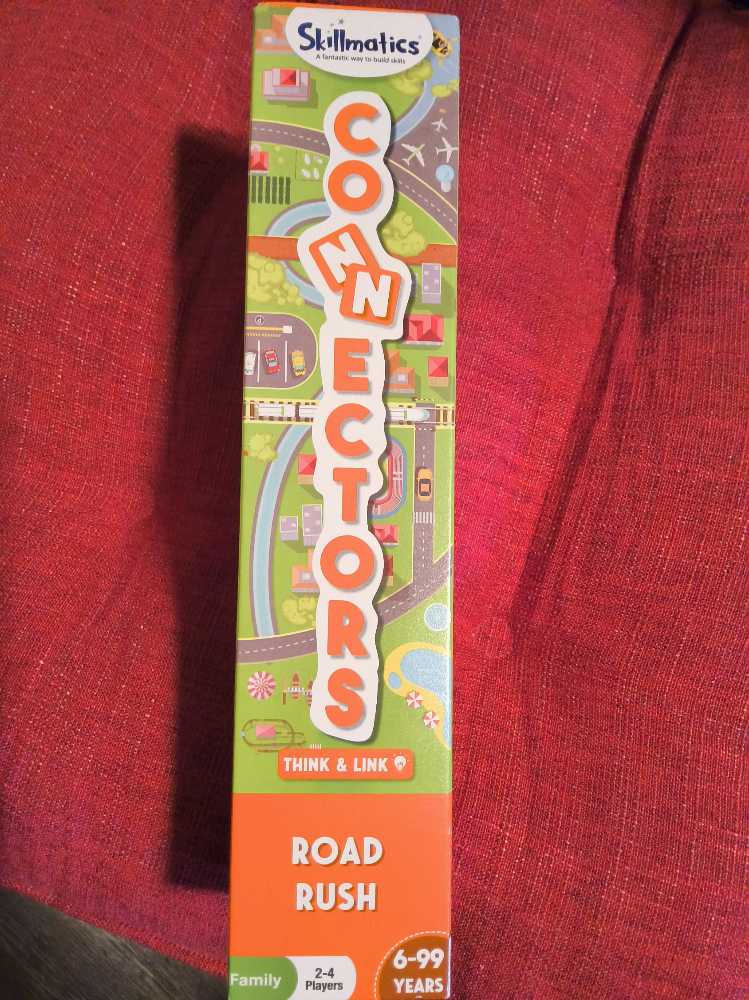 Skillmatics
A fantastic way to build skills
CONNECTORS
THINK & LINK
ROAD
RUSH
Family
2-4
Players
6-99
YEARS